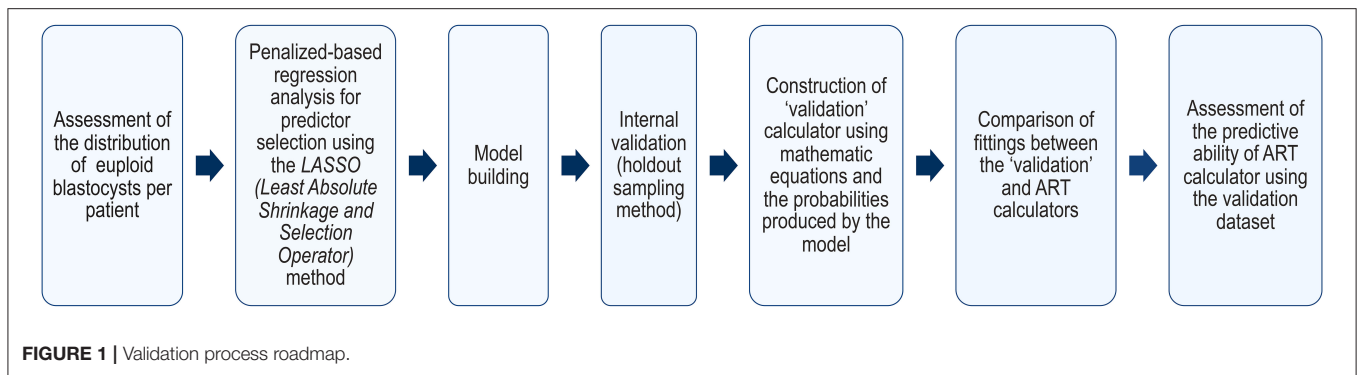 Assessment of
the distribution
of euploid
blastocysts per
patient
Penalized-based
regression
analysis for
predictor
selection using
the LASSO
(Least Absolute
Shrinkage and
Selection
Operator)
method
Model
building
Internal
validation
(holdout
sampling
method)
Construction of
‘validation’
calculator using
mathematic
equations and
the probabilities
produced by the
model
Comparison of
fittings between
the ‘validation’
and ART
calculators
Assessment of
the predictive
ability of ART
calculator using
the validation
dataset
FIGURE 1 | Validation process roadmap.